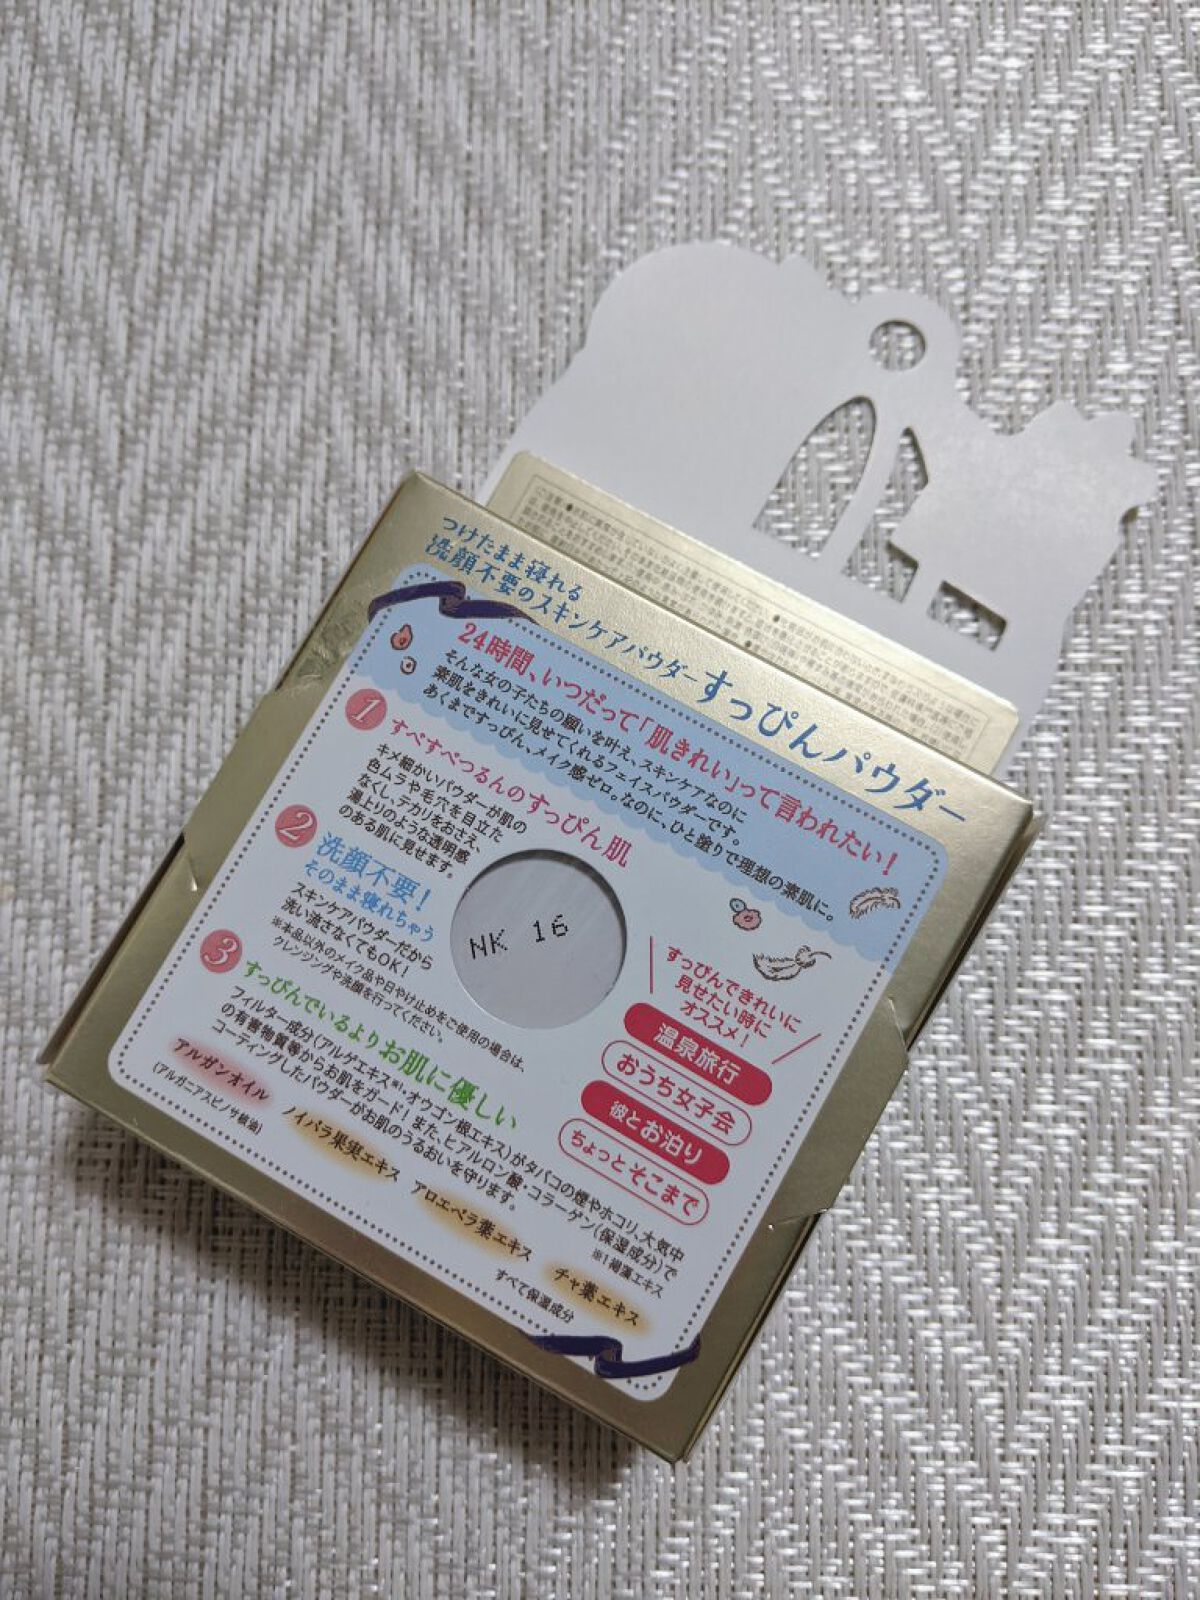 つけたまま寝れる
洗顔不要のスキンケアパウダー すっぴんパウダー
24時間、いつだって「肌きれい」って言われたい!
そんな女の子たちの願いを叶え、スキンケアなのに
素肌をきれいに見せてくれるフェイスパウダーです。
あくまですっぴん、メイク感ゼロ。なのに、ひと塗りで理想の素肌に。
1 すべすべつるんのすっぴん肌
キメ細かいパウダーが肌の
色ムラや毛穴を目立た
なくし、テカリをおさえ、
湯上りのような透明感
のある肌に見せます。
2 洗顔不要!
そのまま寝れちゃう
スキンケアパウダーだから
洗い流さなくてもOK!
※本品以外のメイク品や日やけ止めをご使用の場合は、
クレンジングや洗顔を行ってください。
NK 16
すっぴんできれいに
見せたい時に
オススメ!
温泉旅行
おうち女子会
彼とお泊り
ちょっとそこまで
3 すっぴんでいるよりお肌に優しい
フィルター成分(アルゲエキス※1・オウゴン根エキス)がタバコの煙やホコリ、大気中
の有害物質等からお肌をガード!また、ヒアルロン酸・コラーゲン(保湿成分)で
コーティングしたパウダーがお肌のうるおいを守ります。
※1 褐藻エキス
アルガンオイル
(アルガニアスピノサ核油)
ノイバラ果実エキス
アロエベラ葉エキス
チャ葉エキス
すべて保湿成分